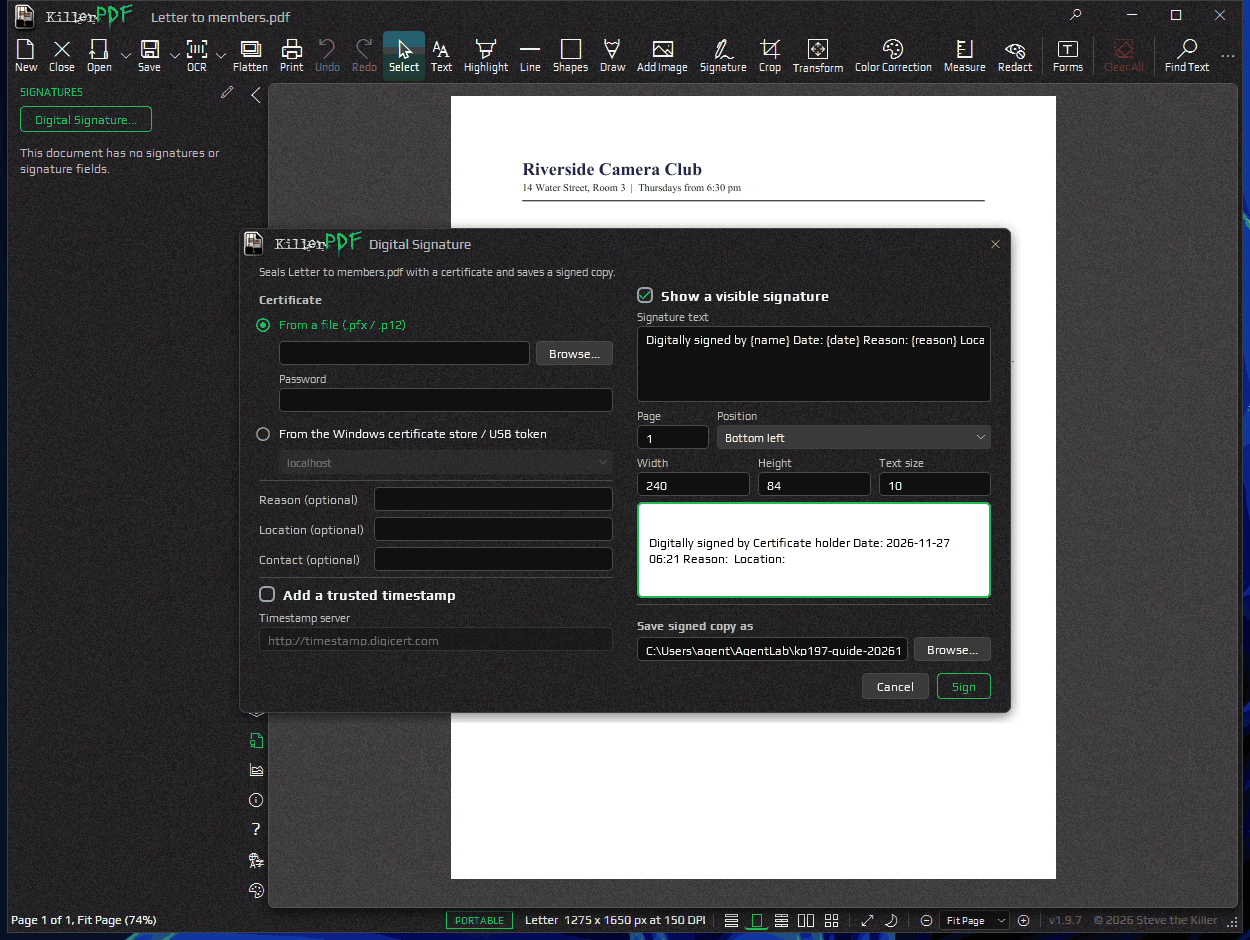 KillerPDF Letter to members.pdf
New Close Open Save OCR Flatten Print Undo Redo Select Text Highlight Line Shapes Draw Add Image Signature Crop Transform Color Correction Measure Redact Forms Clear All Find Text
SIGNATURES
Digital Signature...
This document has no signatures or
signature fields.
Riverside Camera Club
14 Water Street, Room 3 | Thursdays from 6:30 pm
KillerPDF Digital Signature
Seals Letter to members.pdf with a certificate and saves a signed copy.
Certificate
From a file (.pfx / .p12)
Browse...
Password
From the Windows certificate store / USB token
localhost
Reason (optional)
Location (optional)
Contact (optional)
Add a trusted timestamp
Timestamp server
http://timestamp.digicert.com
Show a visible signature
Signature text
Digitally signed by {name} Date: {date} Reason: {reason} Loca
Page Position
1 Bottom left
Width Height Text size
240 84 10
Digitally signed by Certificate holder Date: 2026-11-27
06:21 Reason: Location:
Save signed copy as
C:\Users\agent\AgentLab\kp197-guide-20261 Browse...
Cancel Sign
Page 1 of 1, Fit Page (74%) PORTABLE Letter 1275 x 1650 px at 150 DPI Fit Page v1.9.7 © 2026 Steve the Killer